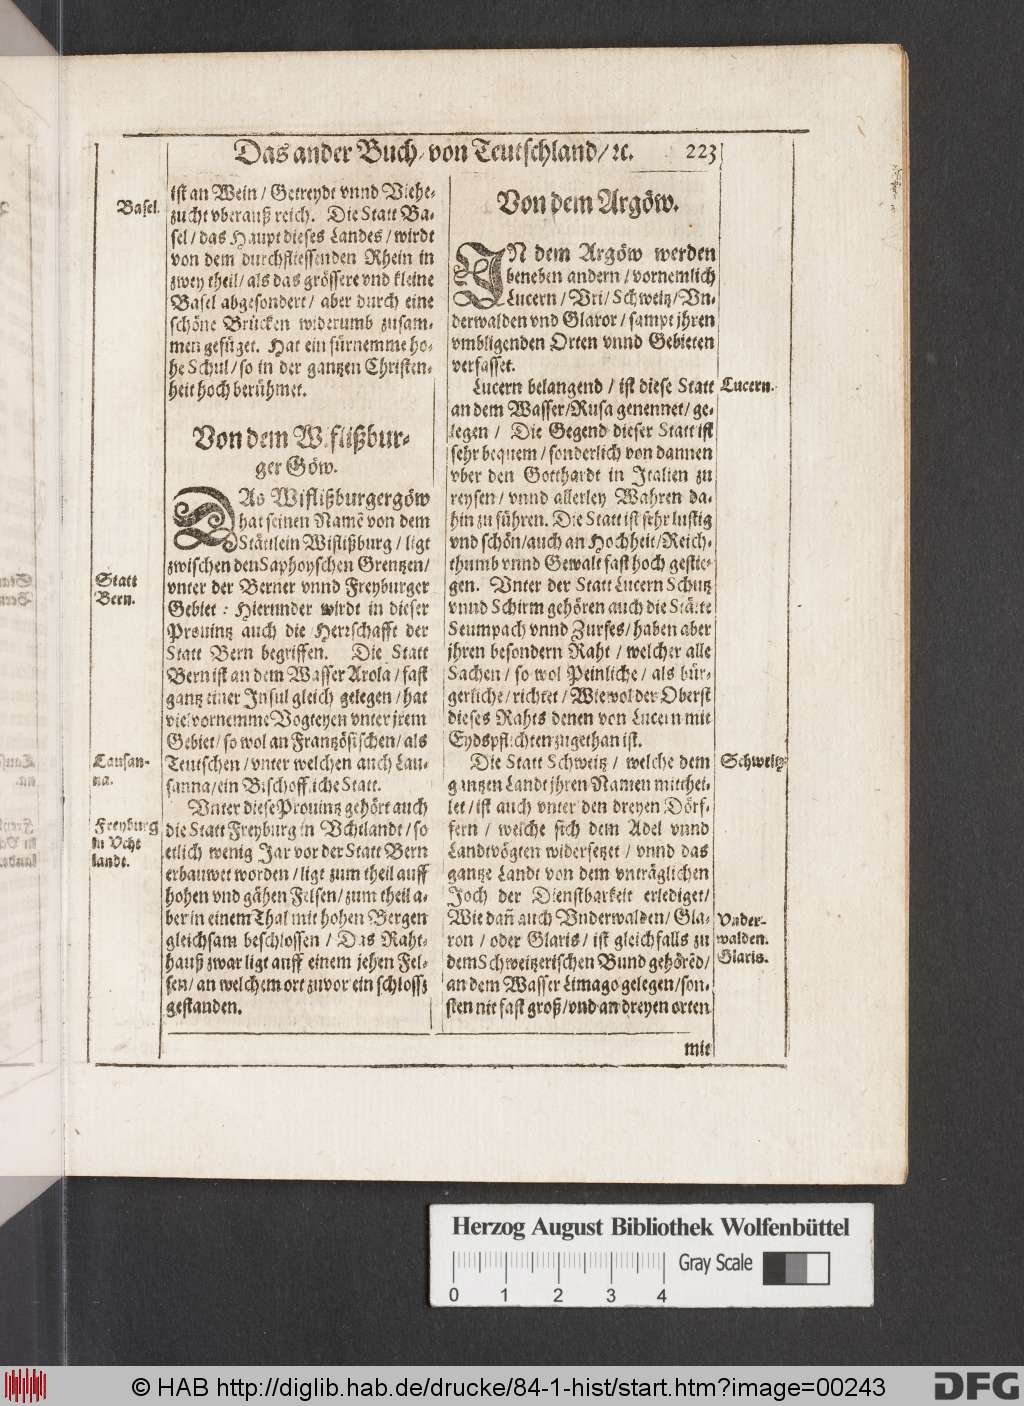 Das ander Buch / von Teutschland / ꝛc. 223
Basel.
ist an Wein / Getreydt vnnd Viehe-
zucht vberauß reich. Die Statt Ba-
sel / das Haupt dieses Landes / wirdt
von dem durchfliessenden Rhein in
zwey theil / als das grössere vnd kleine
Basel abgesondert / aber durch eine
schöne Brücken widerumb zusam-
men gefüget. Hat ein fürnemme ho-
he Schul / so in der gantzen Christen-
heit hoch berühmet.
Von dem Wiflißbur-
ger Göw.
DAs Wiflißburgergöw
hat seinen Namẽ von dem
Stättlein Wiflißburg / ligt
zwischen den Saphoyschen Grentzen /
vnter der Berner vnnd Freyburger
Gebiet : Hierunder wirdt in dieser
Prouintz auch die Herrschafft der
Statt Bern begriffen. Die Statt
Bern ist an dem Wasser Arola / fast
gantz einer Insul gleich gelegen / hat
viel vornemme Vogteyen vnter jrem
Gebiet / so wol an Frantzösischen / als
Teutschen / vnter welchen auch Lau-
sanna / ein Bischoffliche Statt.
Vnter diese Prouintz gehört auch
die Statt Freyburg in Vchtlandt / so
etlich wenig Jar vor der Statt Bern
erbauwet worden / ligt zum theil auff
hohen vnd gähen Felsen / zum theil a-
ber in einem Thal mit hohen Bergen
gleichsam beschlossen / Das Raht-
hauß zwar ligt auff einem jehen Fel-
sen / an welchem ort zuvor ein schlossz
gestanden.
Statt
Bern.
Lausan-
na.
Freyburg
in Vcht
landt.
Von dem Argöw.
IN dem Argöw werden
beneben andern / vornemlich
Lucern / Vri / Schweitz / Vn-
derwalden vnd Glaror / sampt jhren
vmbligenden Orten vnnd Gebieten
verfasset.
Lucern belangend / ist diese Statt
an dem Wasser / Rusa genennet / ge-
legen / Die Gegend dieser Statt ist
sehr bequem / sonderlich von dannen
vber den Gotthardt in Italien zu
reysen / vnnd allerley Wahren da-
hin zu führen. Die Statt ist sehr lustig
vnd schön / auch an Hochheit / Reich-
thumb vnnd Gewalt fast hoch gestie-
gen. Vnter der Statt Lucern Schutz
vnnd Schirm gehören auch die Stätte
Seumpach vnnd Zurses / haben aber
jhren besondern Raht / welcher alle
Sachen / so wol Peinliche / als bür-
gerliche / richtet / Wie wol der Oberst
dieses Rahts denen von Lucern mit
Eydspflichten zugethan ist.
Die Statt Schweitz / welche dem
gantzen Landt jhren Namen mitthei-
let / ist auch vnter den dreyen Dörf-
fern / welche sich dem Adel vnnd
Landtvögten widersetzet / vnnd das
gantze Landt von dem vnträglichen
Joch der Dienstbarkeit erlediget /
Wie dañ auch Vnderwalden / Gla-
ron / oder Glaris / ist gleichfalls zu
dem Schweitzerischen Bund gehörẽd /
an dem Wasser Limago gelegen / son-
sten nit fast groß / vnd an dreyen orten
mit
Lucern.
Schweitz.
Vnder-
walden.
Glaris.
Herzog August Bibliothek Wolfenbüttel
Gray Scale
0 1 2 3 4
© HAB http://diglib.hab.de/drucke/84-1-hist/start.htm?image=00243
DFG